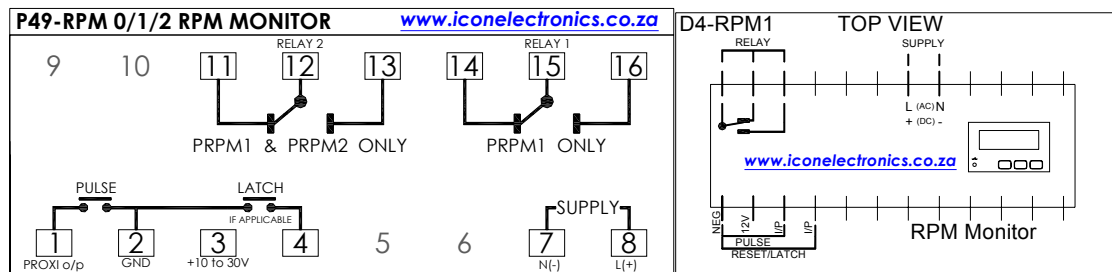 P49-RPM 0/1/2 RPM MONITOR www.iconelectronics.co.za
RELAY 2 RELAY 1
9 10 11 12 13 14 15 16
PRPM1 & PRPM2 ONLY PRPM1 ONLY
PULSE LATCH
IF APPLICABLE SUPPLY
1 2 3 4 5 6 7 8
PROXI o/p GND +10 to 30V N(-) L(+)
D4-RPM1 TOP VIEW
RELAY SUPPLY
L (AC) N
+ (DC) -
www.iconelectronics.co.za
NEG 12V I/P I/P
PULSE
RESET/LATCH
RPM Monitor